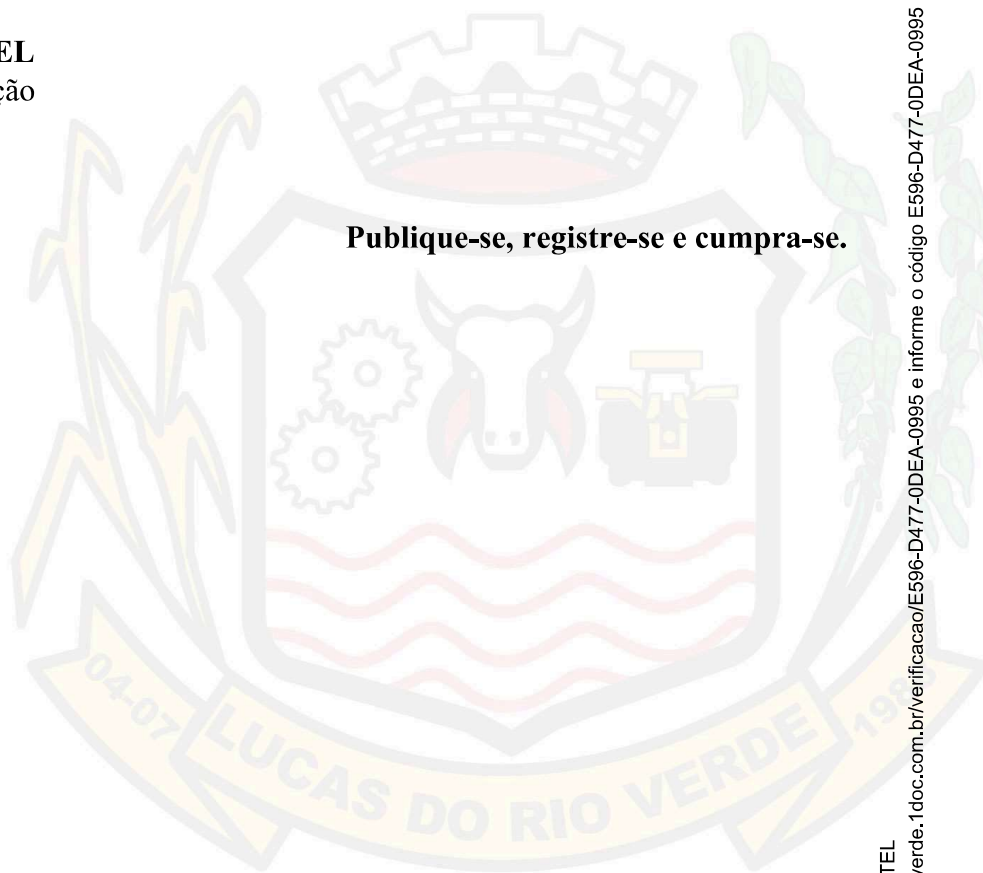 EL
ção
Publique-se, registre-se e cumpra-se.
04-07
LUCAS DO RIO VERDE
1988
TEL
verde.1doc.com.br/verificacao/E596-D477-0DEA-0995 e informe o código E596-D477-0DEA-0995